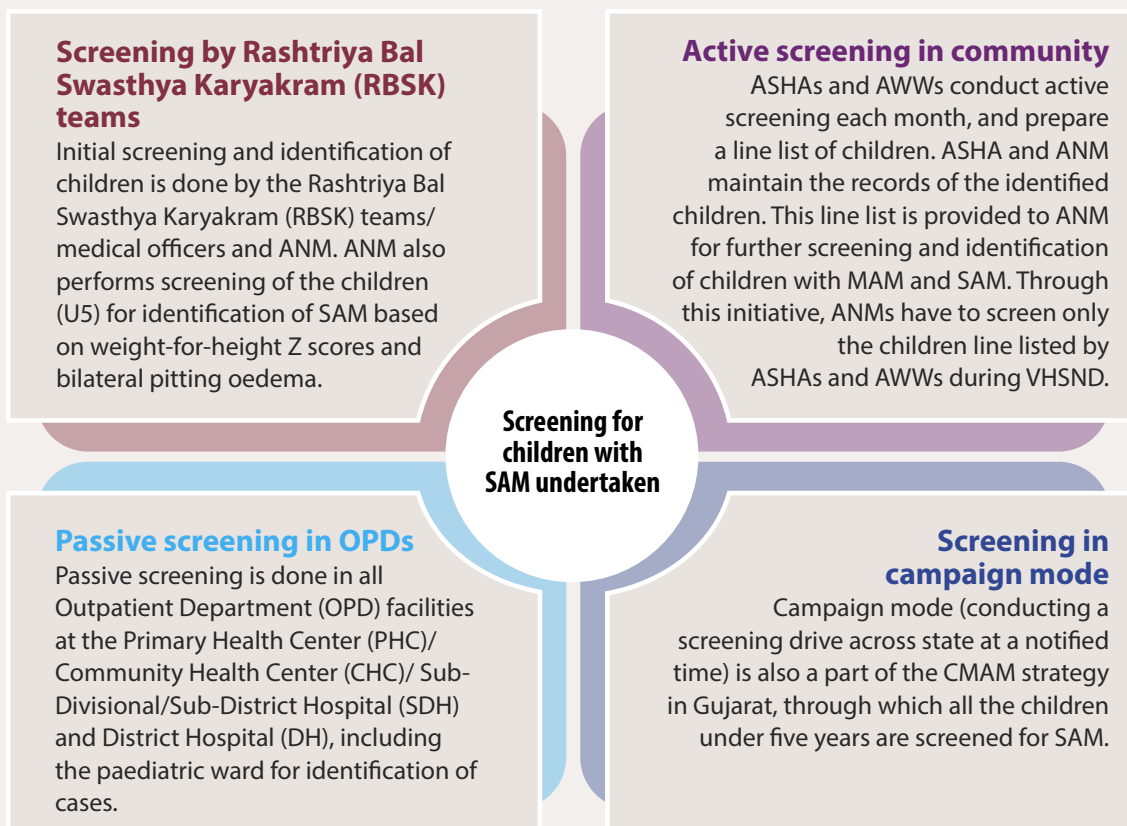 Screening by Rashtriya Bal
Swasthya Karyakram (RBSK)
teams
Initial screening and identification of
children is done by the Rashtriya Bal
Swasthya Karyakram (RBSK) teams/
medical officers and ANM. ANM also
performs screening of the children
(U5) for identification of SAM based
on weight-for-height Z scores and
bilateral pitting oedema.
Active screening in community
ASHAs and AWWs conduct active
screening each month, and prepare
a line list of children. ASHA and ANM
maintain the records of the identified
children. This line list is provided to ANM
for further screening and identification
of children with MAM and SAM. Through
this initiative, ANMs have to screen only
the children line listed by
ASHAs and AWWs during VHSND.
Screening for
children with
SAM undertaken
Passive screening in OPDs
Passive screening is done in all
Outpatient Department (OPD) facilities
at the Primary Health Center (PHC)/
Community Health Center (CHC)/ Sub-
Divisional/Sub-District Hospital (SDH)
and District Hospital (DH), including
the paediatric ward for identification of
cases.
Screening in
campaign mode
Campaign mode (conducting a
screening drive across state at a notified
time) is also a part of the CMAM strategy
in Gujarat, through which all the children
under five years are screened for SAM.